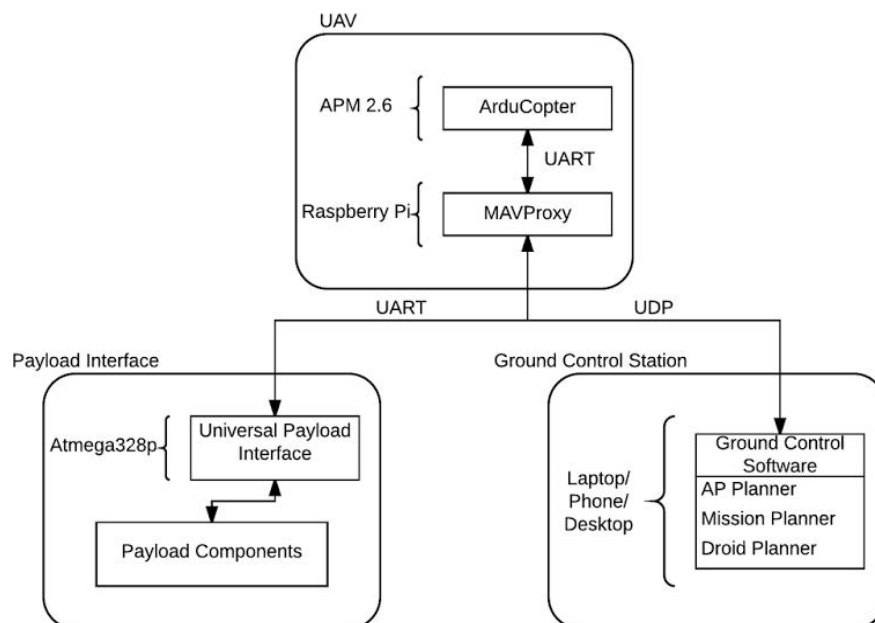 UAV
APM 2.6
ArduCopter
UART
Raspberry Pi
MAVProxy
UART
UDP
Payload Interface
Ground Control Station
Atmega328p
Universal Payload
Interface
Payload Components
Laptop/
Phone/
Desktop
Ground Control
Software
AP Planner
Mission Planner
Droid Planner